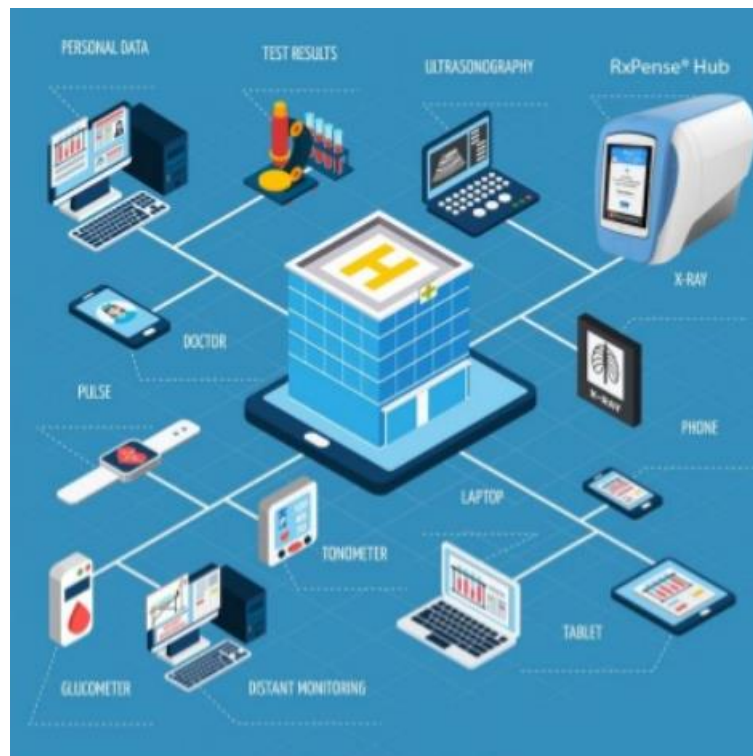 PERSONAL DATA
TEST RESULTS
ULTRASONOGRAPHY
RxPense® Hub
X-RAY
DOCTOR
H
PULSE
X-RAY
PHONE
LAPTOP
TONOMETER
TABLET
GLUCOMETER
DISTANT MONITORING